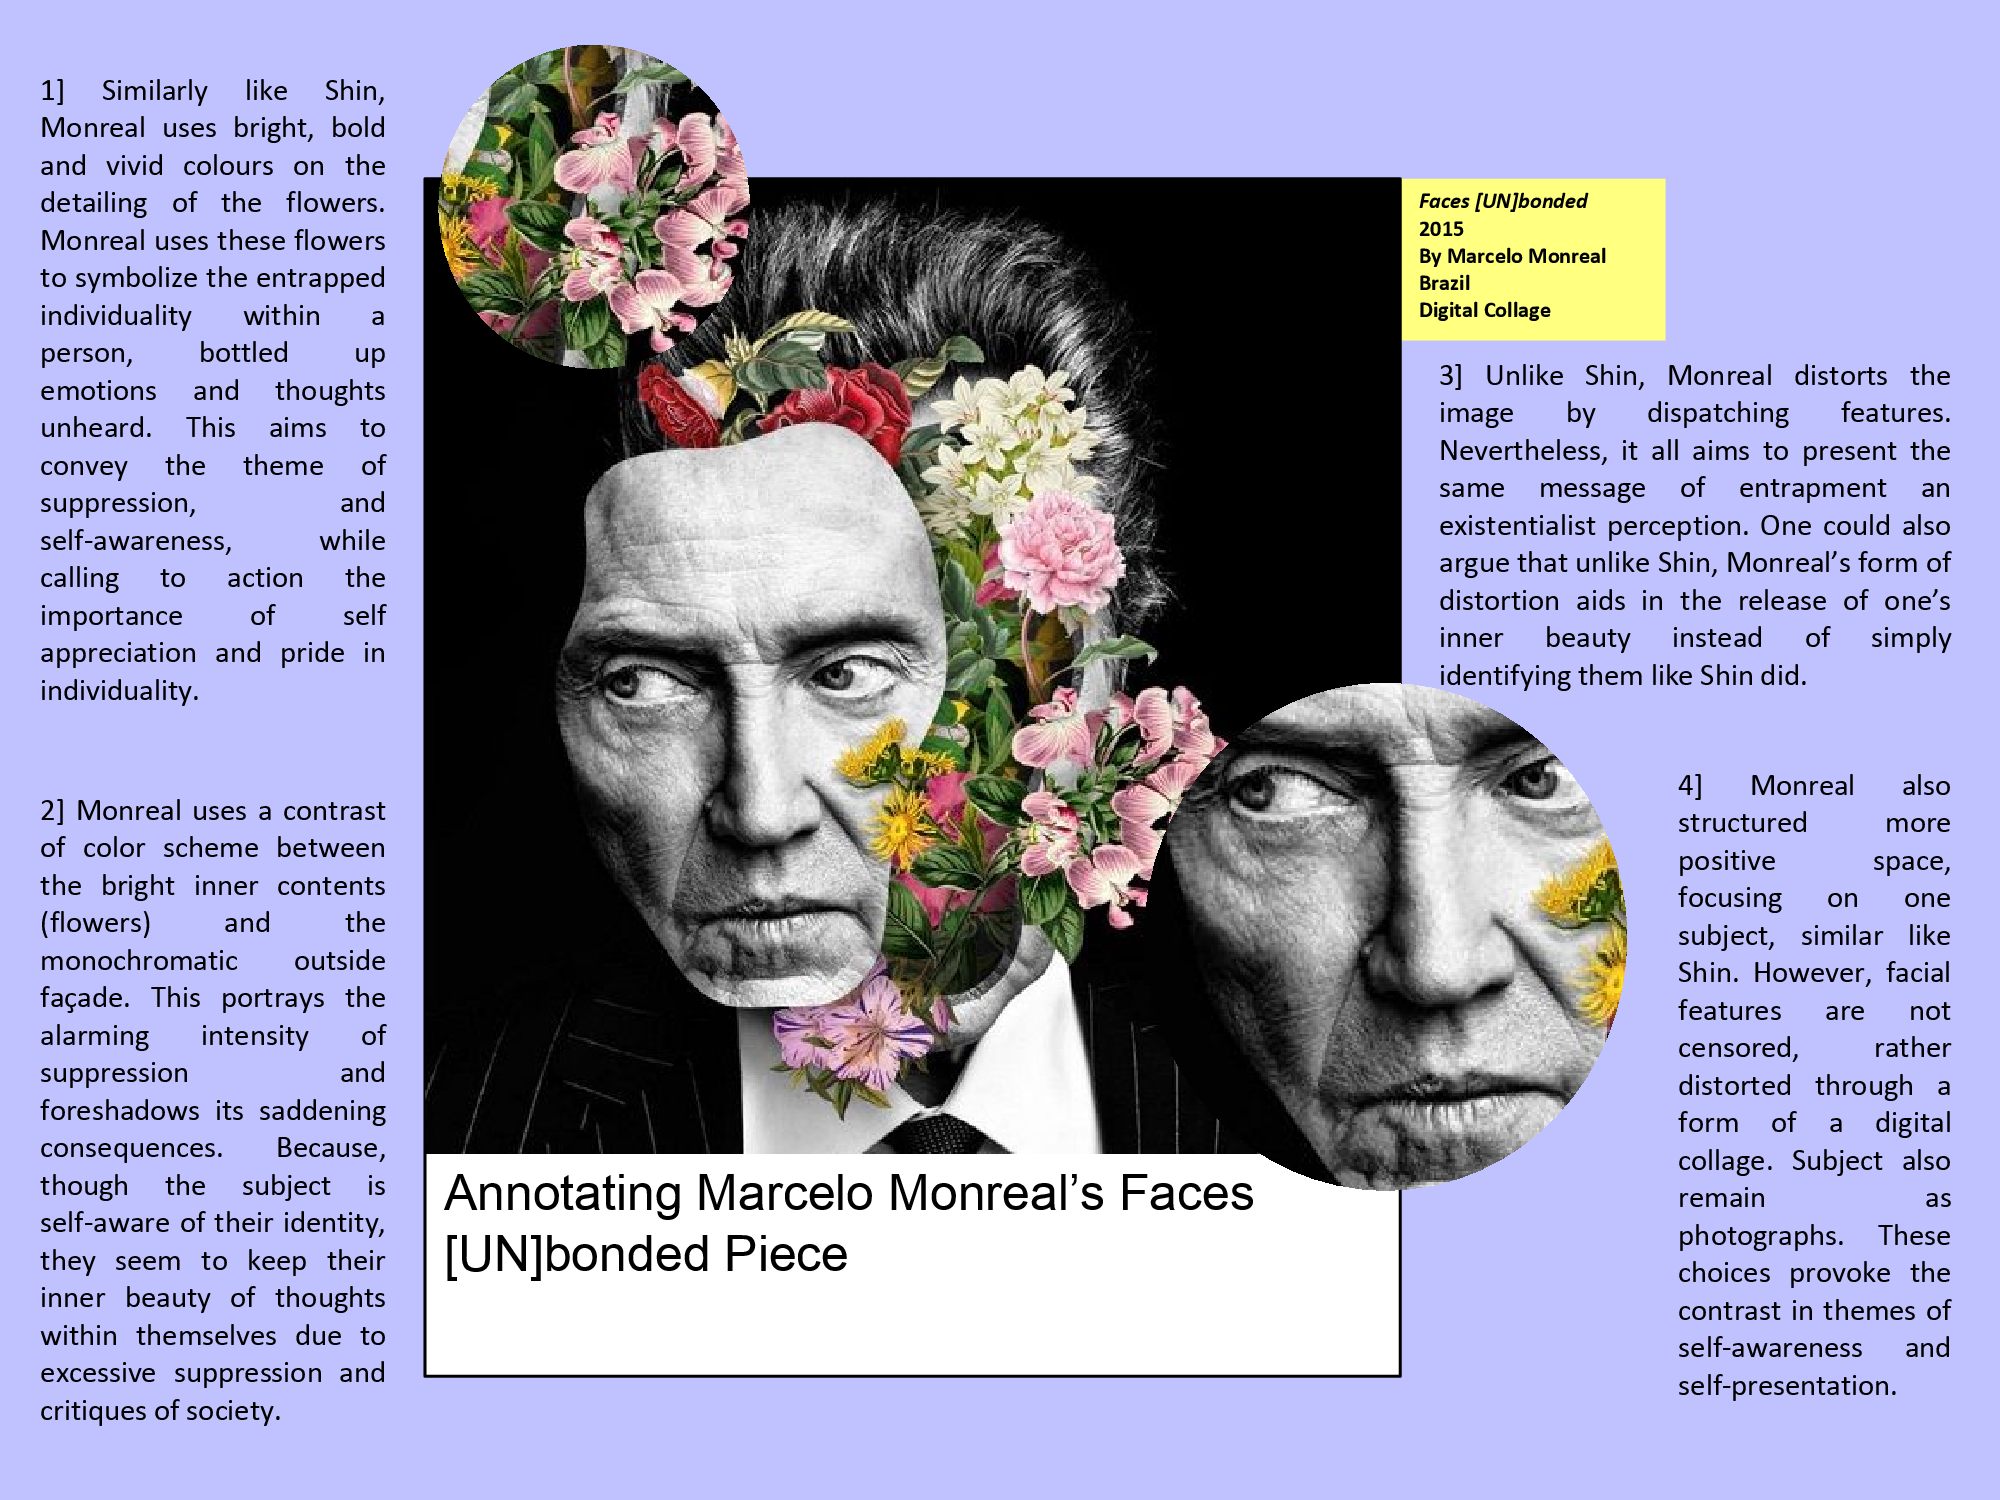 1] Similarly like Shin,
Monreal uses bright, bold
and vivid colours on the
detailing of the flowers.
Monreal uses these flowers
to symbolize the entrapped
individuality within a
person, bottled up
emotions and thoughts
unheard. This aims to
convey the theme of
suppression, and
self-awareness, while
calling to action the
importance of self
appreciation and pride in
individuality.
2] Monreal uses a contrast
of color scheme between
the bright inner contents
(flowers) and the
monochromatic outside
façade. This portrays the
alarming intensity of
suppression and
foreshadows its saddening
consequences. Because,
though the subject is
self-aware of their identity,
they seem to keep their
inner beauty of thoughts
within themselves due to
excessive suppression and
critiques of society.
Faces [UN]bonded
2015
By Marcelo Monreal
Brazil
Digital Collage
3] Unlike Shin, Monreal distorts the
image by dispatching features.
Nevertheless, it all aims to present the
same message of entrapment an
existentialist perception. One could also
argue that unlike Shin, Monreal’s form of
distortion aids in the release of one’s
inner beauty instead of simply
identifying them like Shin did.
4] Monreal also
structured more
positive space,
focusing on one
subject, similar like
Shin. However, facial
features are not
censored, rather
distorted through a
form of a digital
collage. Subject also
remain as
photographs. These
choices provoke the
contrast in themes of
self-awareness and
self-presentation.
Annotating Marcelo Monreal’s Faces
[UN]bonded Piece